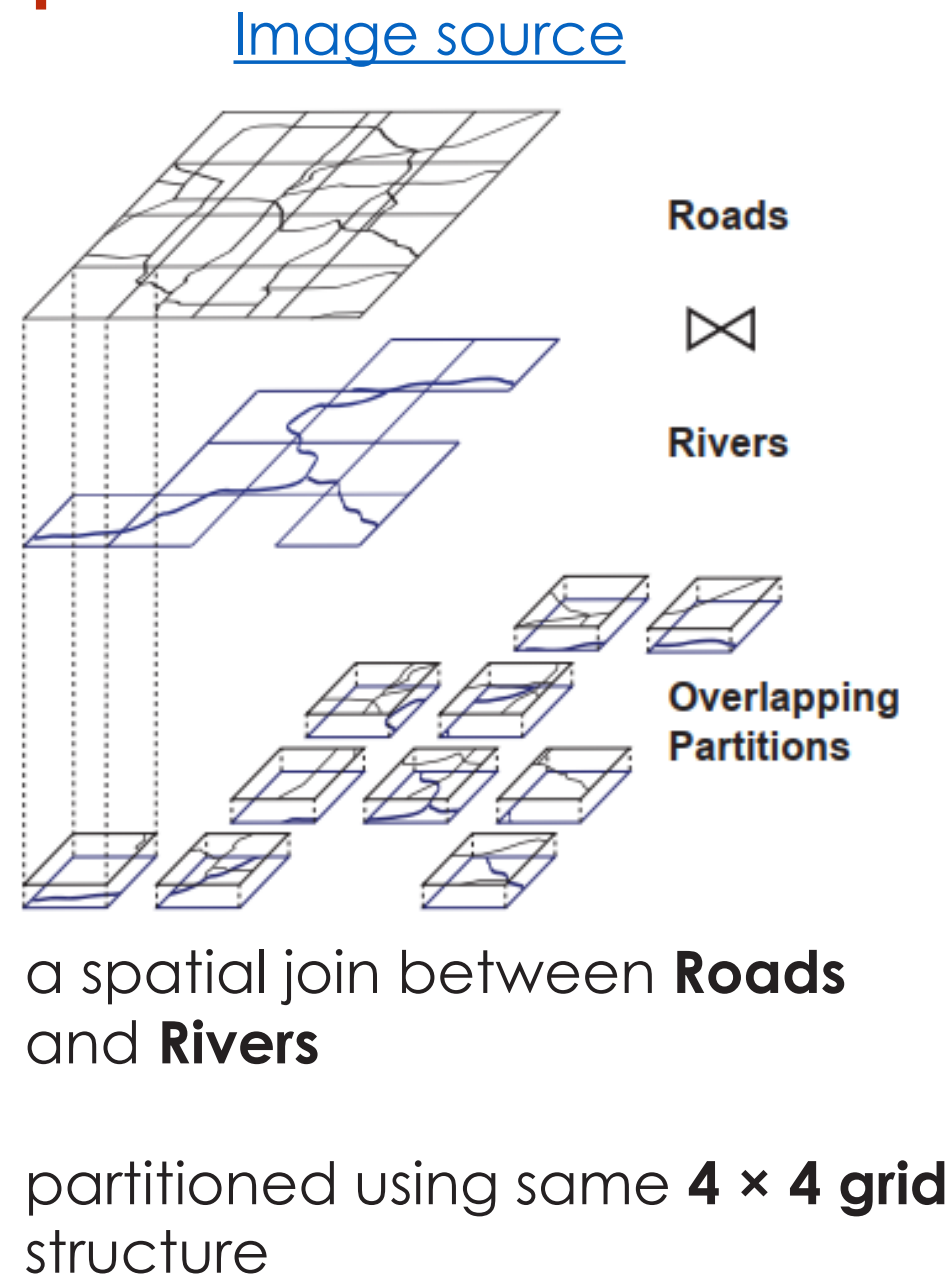 Image source
Roads
⋈
Rivers
Overlapping
Partitions
a spatial join between Roads
and Rivers
partitioned using same 4 × 4 grid
structure